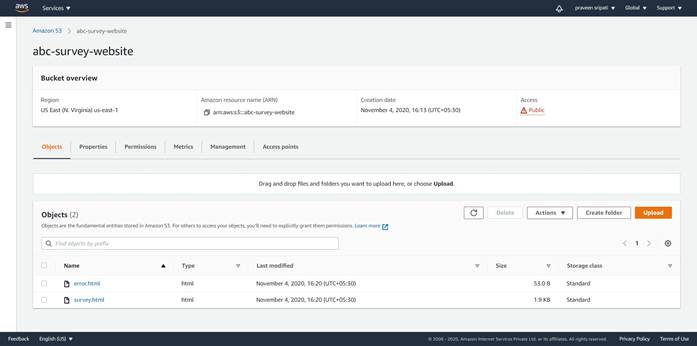 aws Services ▼ praveen sripati ▼ Global ▼ Support ▼
Amazon S3 > abc-survey-website
abc-survey-website
Bucket overview
Region Amazon resource name (ARN) Creation date Access
US East (N. Virginia) us-east-1 arn:aws:s3:::abc-survey-website November 4, 2020, 16:13 (UTC+05:30) Public
Objects Properties Permissions Metrics Management Access points
Drag and drop files and folders you want to upload here, or choose Upload.
Objects (2) Delete Actions ▼ Create folder Upload
Objects are the fundamental entities stored in Amazon S3. For others to access your objects, you'll need to explicitly grant them permissions. Learn more
Find objects by prefix < 1 >
Name ▲ Type Last modified Size Storage class
error.html html November 4, 2020, 16:20 (UTC+05:30) 53.0 B Standard
survey.html html November 4, 2020, 16:20 (UTC+05:30) 1.9 KB Standard
Feedback English (US) ▼ © 2008 - 2020, Amazon Internet Services Private Ltd. or its affiliates. All rights reserved. Privacy Policy Terms of Use